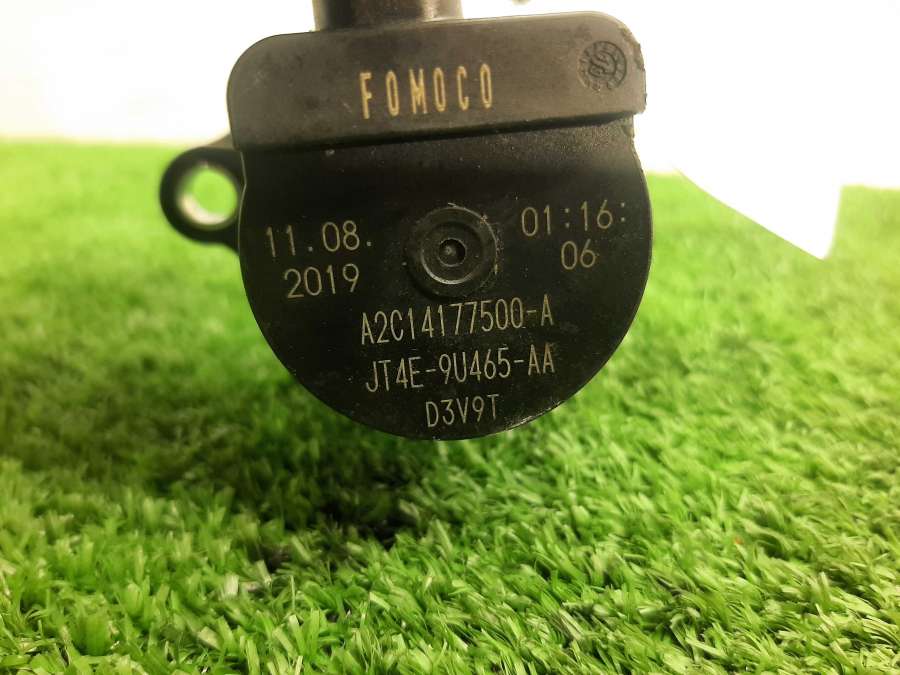 FOMOCO
11.08.
2019
01:16:
06
A2C14177500-A
JT4E-9U465-AA
D3V9T